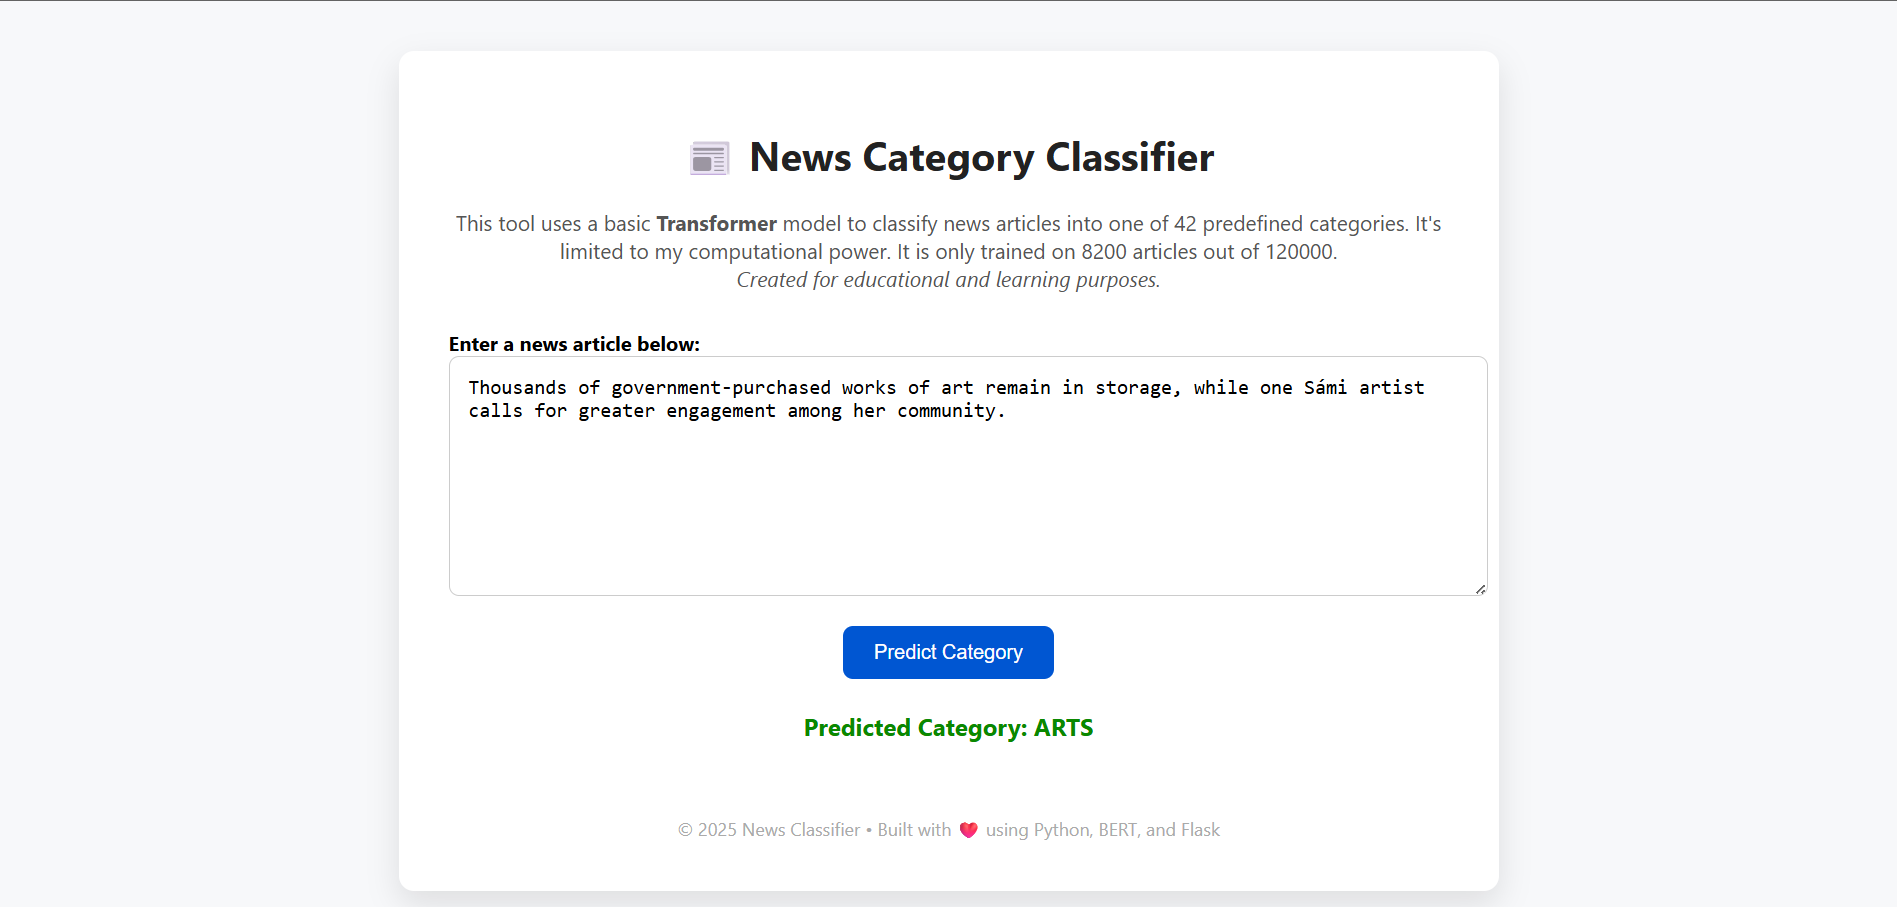 📰 News Category Classifier
This tool uses a basic Transformer model to classify news articles into one of 42 predefined categories. It's
limited to my computational power. It is only trained on 8200 articles out of 120000.
Created for educational and learning purposes.
Enter a news article below:
Thousands of government-purchased works of art remain in storage, while one Sámi artist
calls for greater engagement among her community.
Predict Category
Predicted Category: ARTS
© 2025 News Classifier • Built with ❤️ using Python, BERT, and Flask